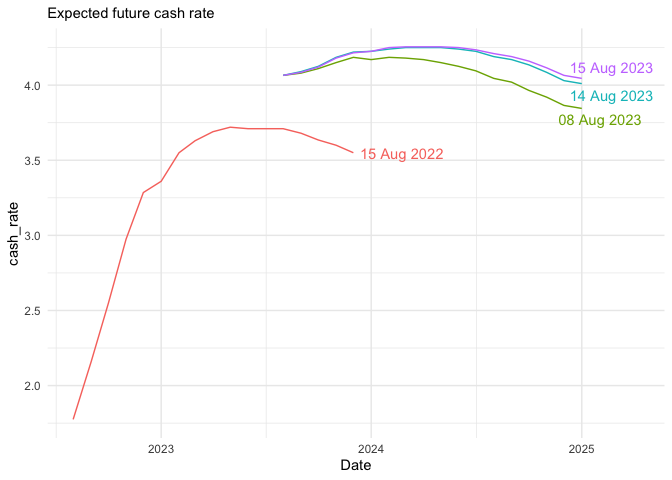 Expected future cash rate
4.0
3.5
3.0
2.5
2.0
cash_rate
15 Aug 2023
14 Aug 2023
08 Aug 2023
15 Aug 2022
2023
2024
2025
Date